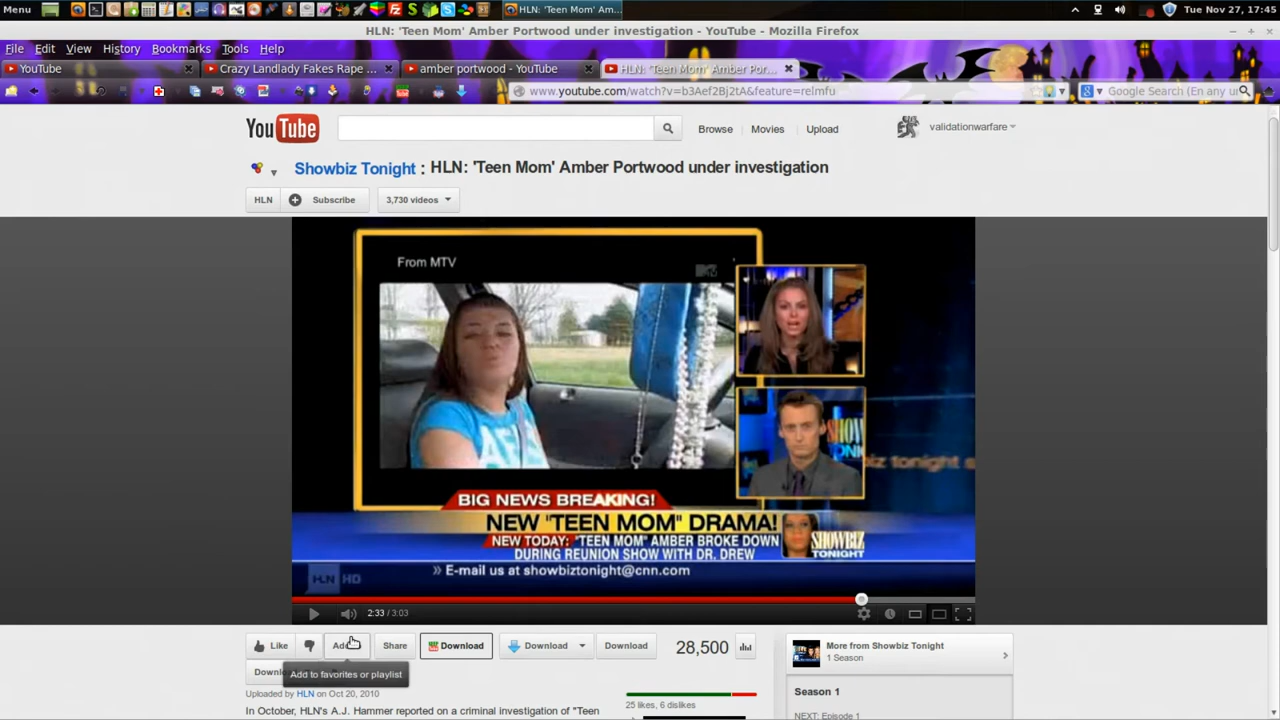 Menu
HLN: 'Teen Mom' Am...
Tue Nov 27, 17:45
HLN: 'Teen Mom' Amber Portwood under investigation - YouTube - Mozilla Firefox
File Edit View History Bookmarks Tools Help
YouTube
Crazy Landlady Fakes Rape ...
amber portwood - YouTube
HLN: 'Teen Mom' Amber Por...
www.youtube.com/watch?v=b3Aef2Bj2tA&feature=relmfu
Google Search (En any ur
YouTube
Browse Movies Upload
validationwarfare
Showbiz Tonight : HLN: 'Teen Mom' Amber Portwood under investigation
HLN Subscribe 3,730 videos
From MTV
BIG NEWS BREAKING!
NEW "TEEN MOM" DRAMA!
NEW TODAY: "TEEN MOM" AMBER BROKE DOWN
DURING REUNION SHOW WITH DR. DREW
SHOWBIZ
TONIGHT
» E-mail us at showbiztonight@cnn.com
HLN HD
2:33 / 3:03
Like
Share
Download
Download
Download
28,500
Add to favorites or playlist
Uploaded by HLN on Oct 20, 2010
25 likes, 6 dislikes
In October, HLN's A.J. Hammer reported on a criminal investigation of "Teen
More from Showbiz Tonight
1 Season
Season 1
NEXT: Episode 1